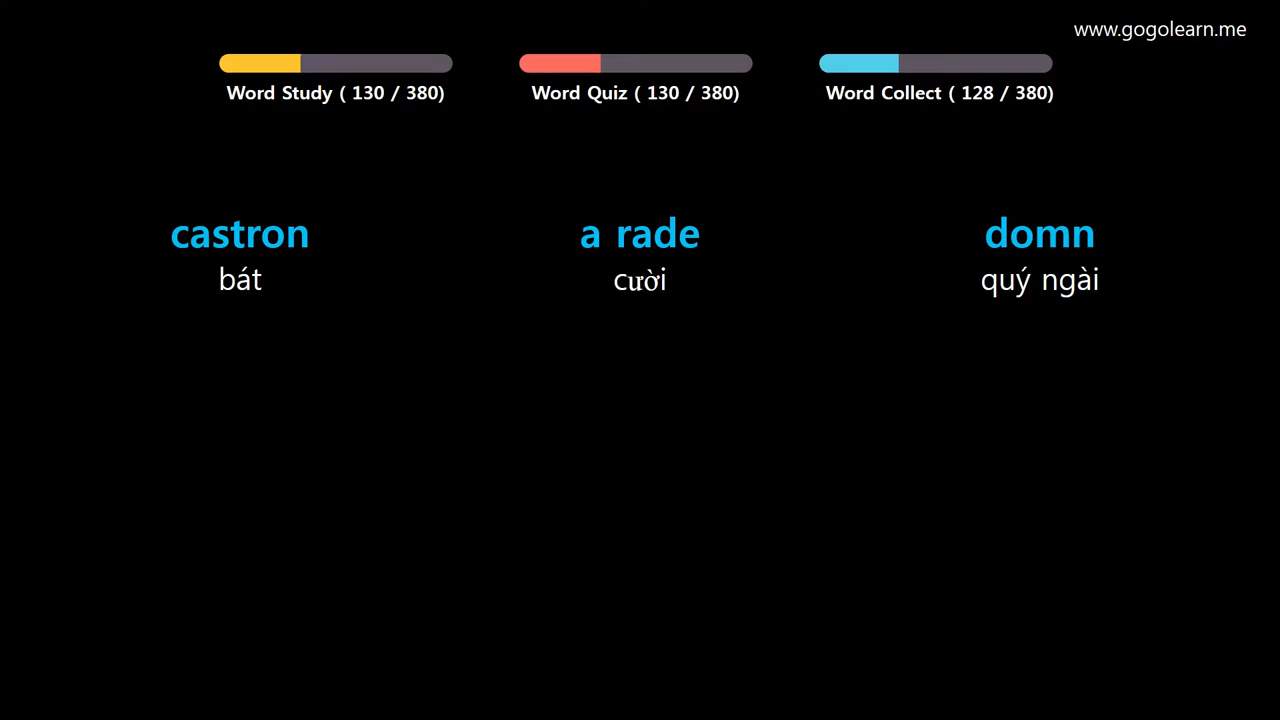 www.gogolearn.me
Word Study ( 130 / 380)
Word Quiz ( 130 / 380)
Word Collect ( 128 / 380)
castron
bát
a rade
cười
domn
quý ngài